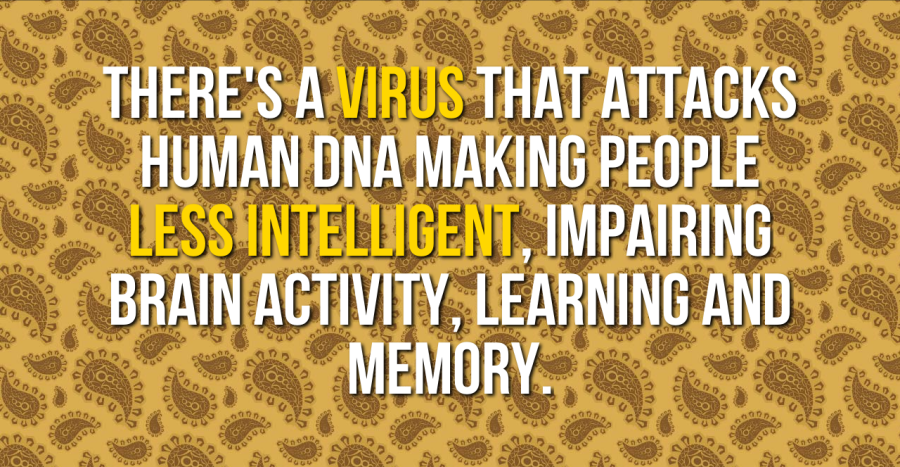 THERE'S A VIRUS THAT ATTACKS
HUMAN DNA MAKING PEOPLE
LESS INTELLIGENT, IMPAIRING
BRAIN ACTIVITY, LEARNING AND
MEMORY.